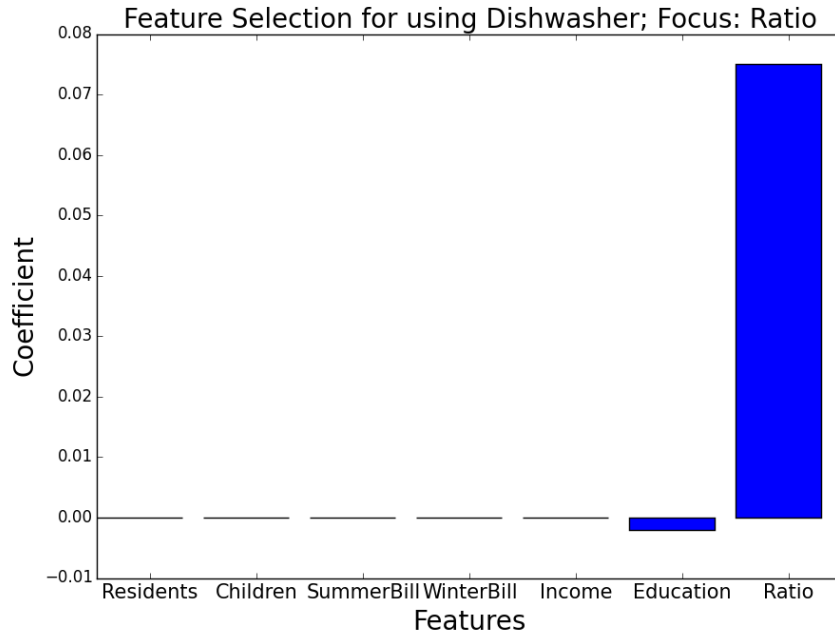 Feature Selection for using Dishwasher; Focus: Ratio
0.08
0.07
0.06
0.05
0.04
0.03
0.02
0.01
0.00
−0.01
Coefficient
Residents Children SummerBill WinterBill Income Education Ratio
Features